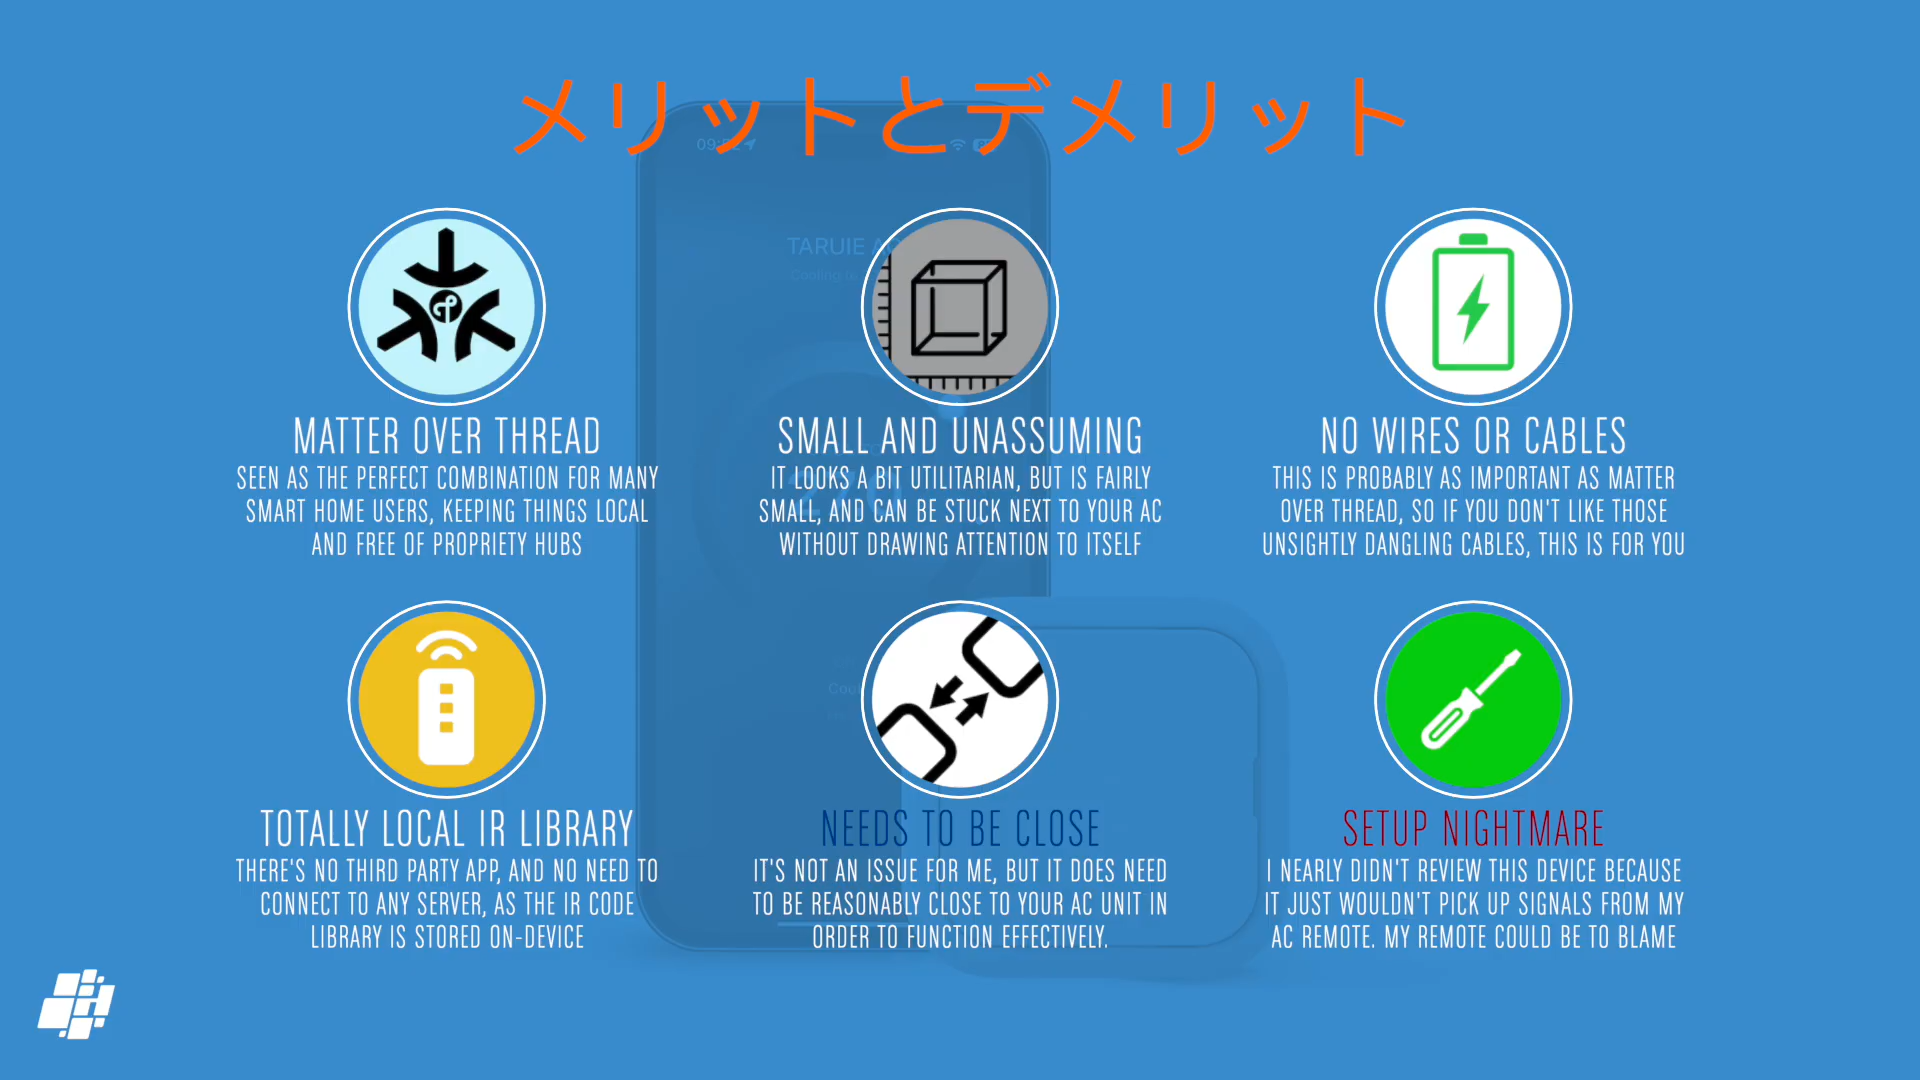 メリットとデメリット
MATTER OVER THREAD
SEEN AS THE PERFECT COMBINATION FOR MANY
SMART HOME USERS, KEEPING THINGS LOCAL
AND FREE OF PROPRIETY HUBS
SMALL AND UNASSUMING
IT LOOKS A BIT UTILITARIAN, BUT IS FAIRLY
SMALL, AND CAN BE STUCK NEXT TO YOUR AC
WITHOUT DRAWING ATTENTION TO ITSELF
NO WIRES OR CABLES
THIS IS PROBABLY AS IMPORTANT AS MATTER
OVER THREAD, SO IF YOU DON'T LIKE THOSE
UNSIGHTLY DANGLING CABLES, THIS IS FOR YOU
TOTALLY LOCAL IR LIBRARY
THERE'S NO THIRD PARTY APP, AND NO NEED TO
CONNECT TO ANY SERVER, AS THE IR CODE
LIBRARY IS STORED ON-DEVICE
NEEDS TO BE CLOSE
IT'S NOT AN ISSUE FOR ME, BUT IT DOES NEED
TO BE REASONABLY CLOSE TO YOUR AC UNIT IN
ORDER TO FUNCTION EFFECTIVELY.
SETUP NIGHTMARE
I NEARLY DIDN'T REVIEW THIS DEVICE BECAUSE
IT JUST WOULDN'T PICK UP SIGNALS FROM MY
AC REMOTE. MY REMOTE COULD BE TO BLAME
TARUIE
Cooling